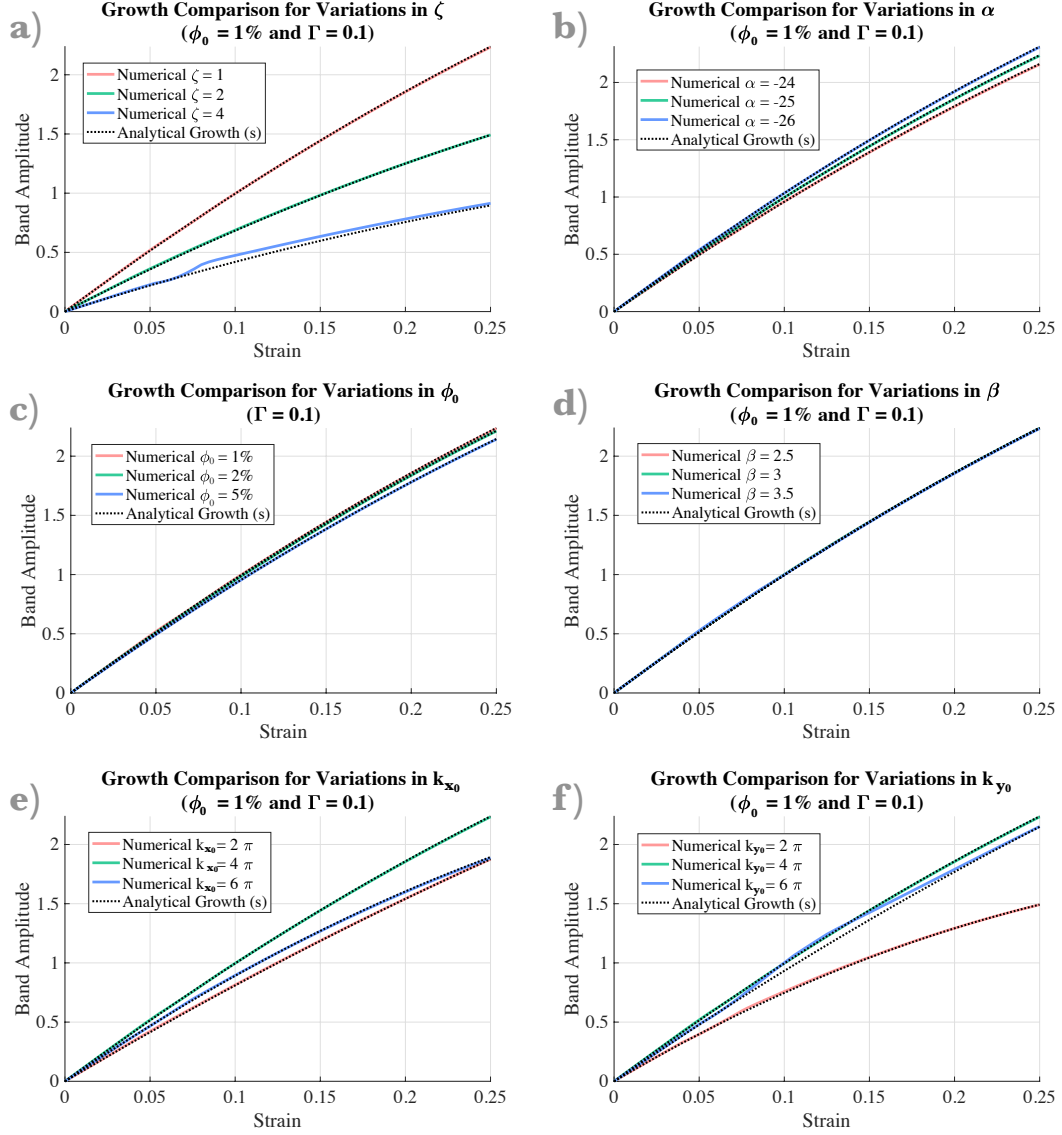 a)
Growth Comparison for Variations in ζ
(ϕ₀ = 1% and Γ = 0.1)
Band Amplitude
2
1.5
1
0.5
0
Numerical ζ = 1
Numerical ζ = 2
Numerical ζ = 4
Analytical Growth (s)
0 0.05 0.1 0.15 0.2 0.25
Strain
b)
Growth Comparison for Variations in α
(ϕ₀ = 1% and Γ = 0.1)
Band Amplitude
2
1.5
1
0.5
0
Numerical α = -24
Numerical α = -25
Numerical α = -26
Analytical Growth (s)
0 0.05 0.1 0.15 0.2 0.25
Strain
c)
Growth Comparison for Variations in ϕ₀
(Γ = 0.1)
Band Amplitude
2
1.5
1
0.5
0
Numerical ϕ₀ = 1%
Numerical ϕ₀ = 2%
Numerical ϕ₀ = 5%
Analytical Growth (s)
0 0.05 0.1 0.15 0.2 0.25
Strain
d)
Growth Comparison for Variations in β
(ϕ₀ = 1% and Γ = 0.1)
Band Amplitude
2
1.5
1
0.5
0
Numerical β = 2.5
Numerical β = 3
Numerical β = 3.5
Analytical Growth (s)
0 0.05 0.1 0.15 0.2 0.25
Strain
e)
Growth Comparison for Variations in kₓ₀
(ϕ₀ = 1% and Γ = 0.1)
Band Amplitude
2
1.5
1
0.5
0
Numerical kₓ₀= 2 π
Numerical kₓ₀= 4 π
Numerical kₓ₀= 6 π
Analytical Growth (s)
0 0.05 0.1 0.15 0.2 0.25
Strain
f)
Growth Comparison for Variations in k_y₀
(ϕ₀ = 1% and Γ = 0.1)
Band Amplitude
2
1.5
1
0.5
0
Numerical k_y₀= 2 π
Numerical k_y₀= 4 π
Numerical k_y₀= 6 π
Analytical Growth (s)
0 0.05 0.1 0.15 0.2 0.25
Strain